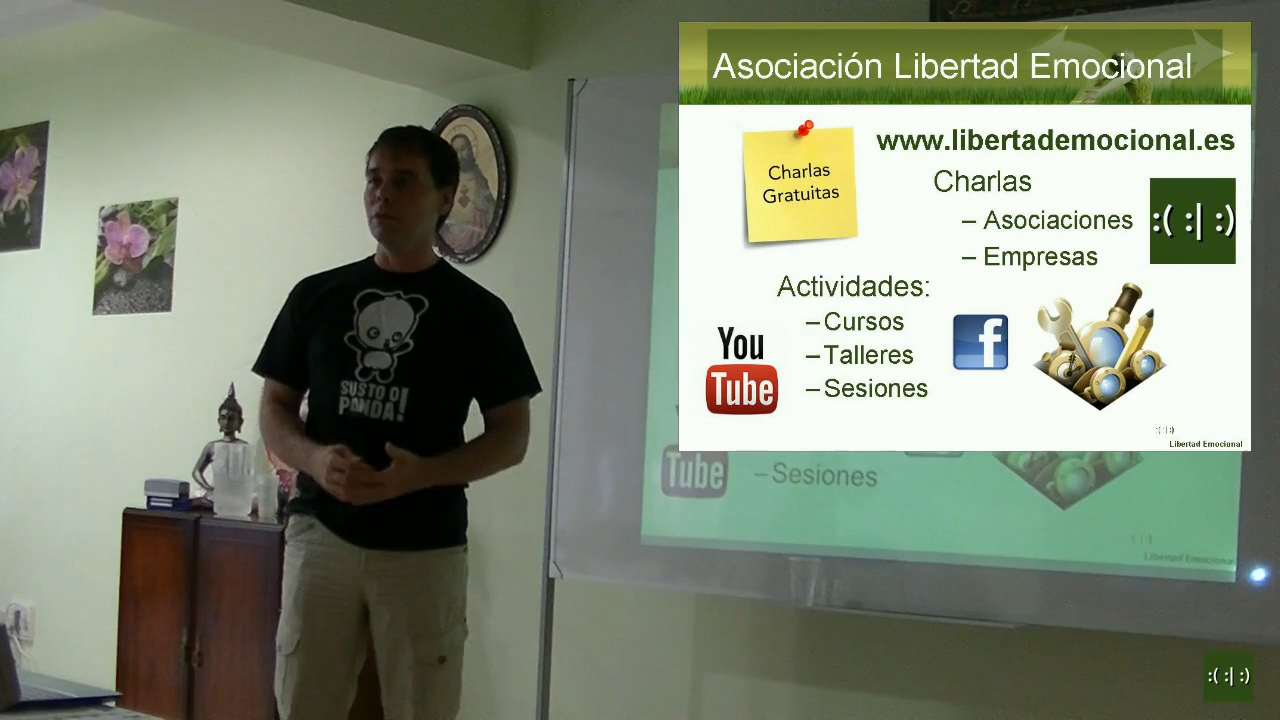 Asociación Libertad Emocional
www.libertademocional.es
Charlas
Gratuitas
Charlas
– Asociaciones
– Empresas
:( :| :)
Actividades:
– Cursos
– Talleres
– Sesiones
You
Tube
f
:(:|:)
Libertad Emocional
SUSTO O
PANDA!
Tube
– Sesiones
Libertad Emocional
:( :| :)